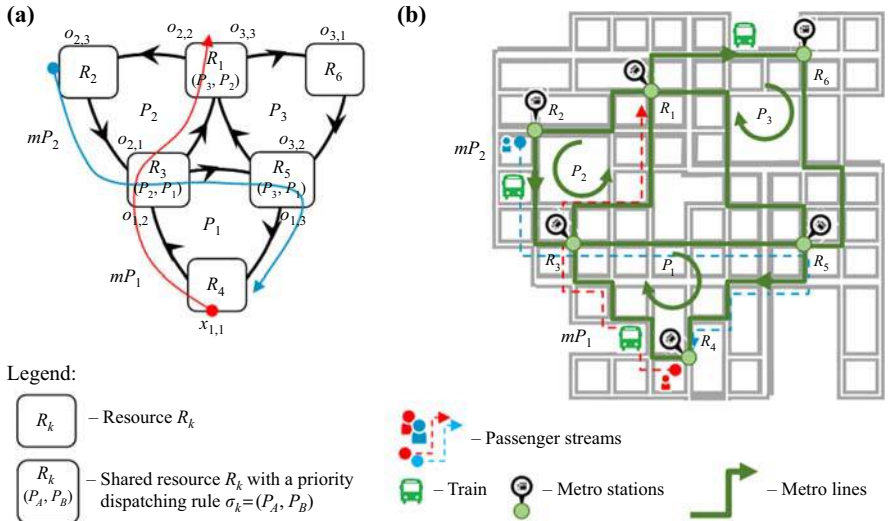 (a)
o2,3
o2,2
o3,3
o3,1
R2
R1
(P3, P2)
R6
P2
P3
mP2
o2,1
o3,2
R3
(P2, P1)
R5
(P3, P1)
o1,2
o1,3
P1
mP1
R4
x1,1
(b)
R6
R2
R1
P3
mP2
P2
R3
P1
R5
mP1
R4
Legend:
Rk
– Resource Rk
Rk
(PA, PB)
– Shared resource Rk with a priority
dispatching rule σk=(PA, PB)
– Passenger streams
– Train
– Metro stations
– Metro lines